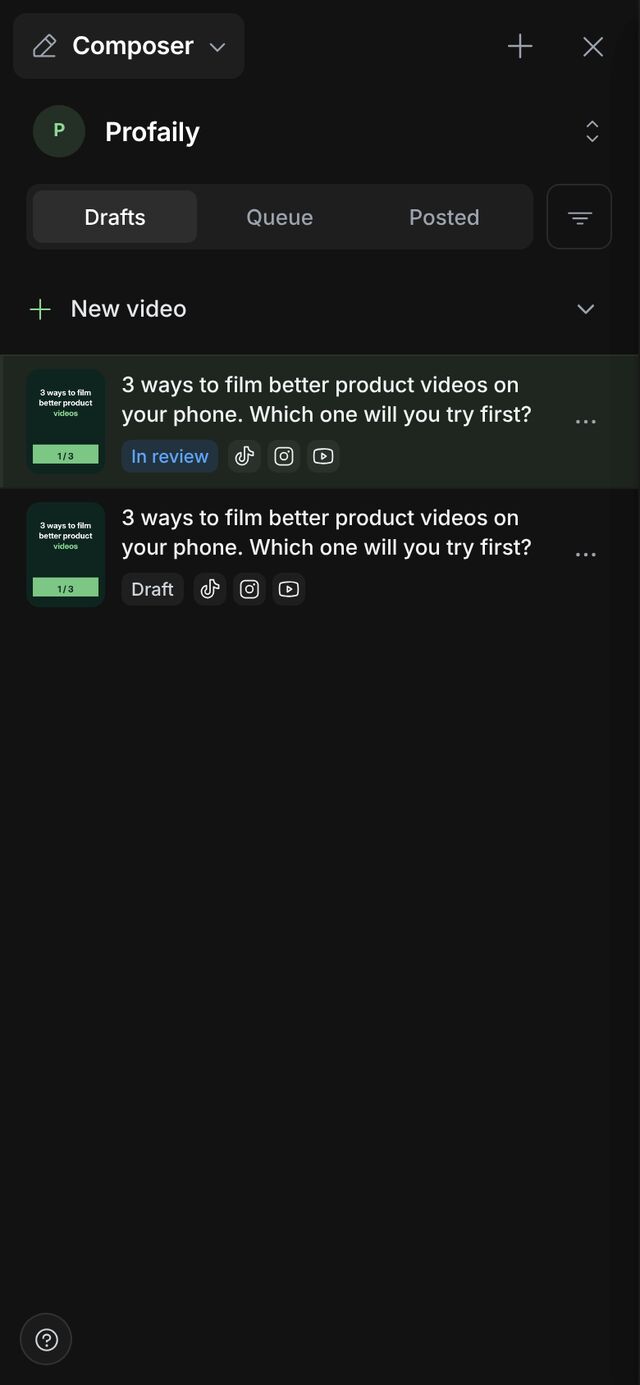 Composer
P
Profaily
Drafts
Queue
Posted
New video
3 ways to film
better product
videos
1/3
3 ways to film better product videos on
your phone. Which one will you try first?
In review
3 ways to film
better product
videos
1/3
3 ways to film better product videos on
your phone. Which one will you try first?
Draft